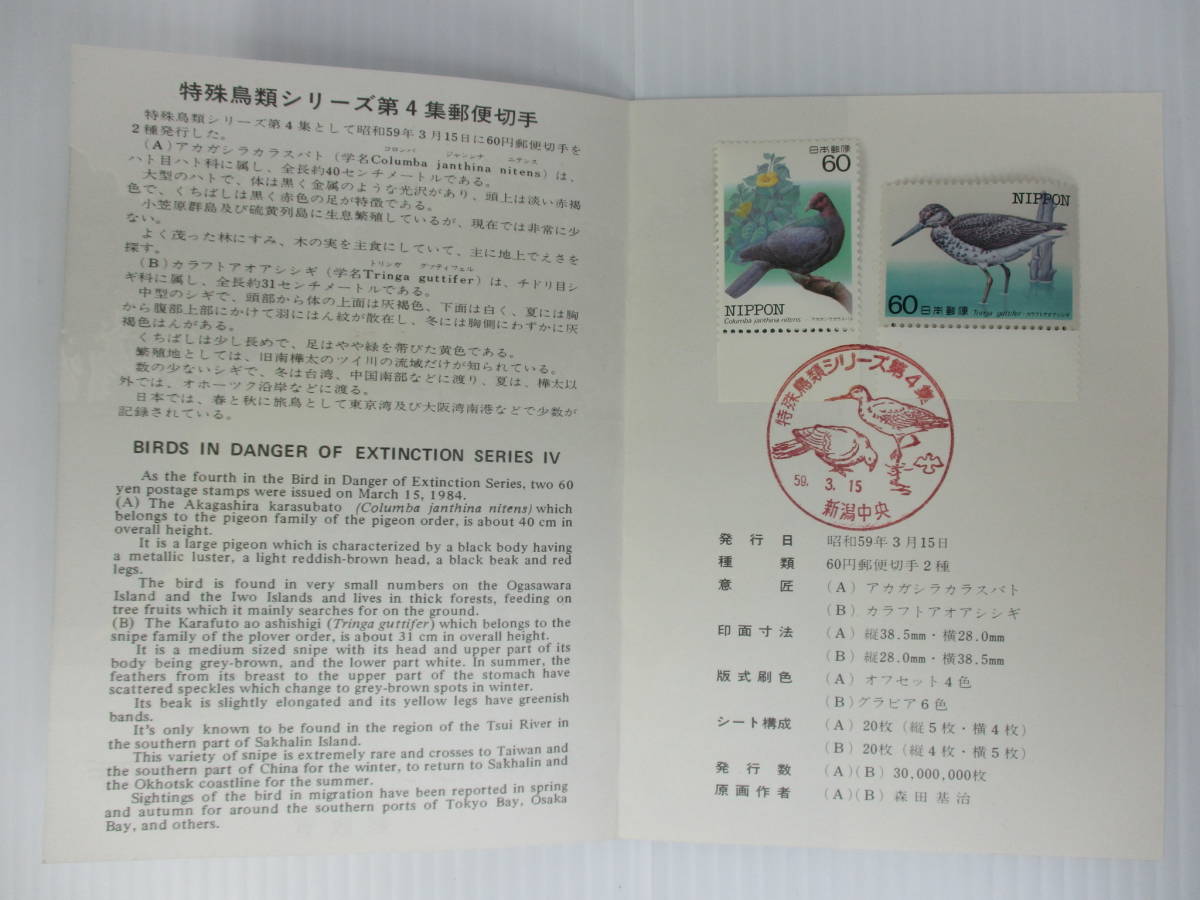 特殊鳥類シリーズ第4集郵便切手
特殊鳥類シリーズ第4集として昭和59年3月15日に60円郵便切手を
2種発行した。
コロンバ ジャンシナ ニテンス
(A)アカガシラカラスバト(学名Columba janthina nitens)は、
ハト目ハト科に属し、全長約40センチメートルである。
大型のハトで、体は黒く金属のような光沢があり、頭上は淡い赤褐
色で、くちばしは黒く赤色の足が特徴である。
小笠原群島及び硫黄列島に生息繁殖しているが、現在では非常に少
ない。
よく茂った林にすみ、木の実を主食にしていて、主に地上でえさを
探す。
トリンガ グァティフェル
(B)カラフトアオアシシギ(学名Tringa guttifer)は、チドリ目シ
ギ科に属し、全長約31センチメートルである。
中型のシギで、頭部から体の上面は灰褐色、下面は白く、夏には胸
から腹部上部にかけて羽にはん紋が散在し、冬には胸側にわずかに灰
褐色はんがある。
くちばしは少し長めで、足はやや緑を帯びた黄色である。
繁殖地としては、旧南樺太のツイ川の流域だけが知られている。
数の少ないシギで、冬は台湾、中国南部などに渡り、夏は、樺太以
外では、オホーツク沿岸などに渡る。
日本では、春と秋に旅鳥として東京湾及び大阪湾南港などで少数が
記録されている。
BIRDS IN DANGER OF EXTINCTION SERIES IV
As the fourth in the Bird in Danger of Extinction Series, two 60
yen postage stamps were issued on March 15, 1984.
(A) The Akagashira karasubato (Columba janthina nitens) which
belongs to the pigeon family of the pigeon order, is about 40 cm in
overall height.
It is a large pigeon which is characterized by a black body having
a metallic luster, a light reddish-brown head, a black beak and red
legs.
The bird is found in very small numbers on the Ogasawara
Island and the Iwo Islands and lives in thick forests, feeding on
tree fruits which it mainly searches for on the ground.
(B) The Karafuto ao ashishigi (Tringa guttifer) which belongs to the
snipe family of the plover order, is about 31 cm in overall height.
It is a medium sized snipe with its head and upper part of its
body being grey-brown, and the lower part white. In summer, the
feathers from its breast to the upper part of the stomach have
scattered speckles which change to grey-brown spots in winter.
Its beak is slightly elongated and its yellow legs have greenish
bands.
It's only known to be found in the region of the Tsui River in
the southern part of Sakhalin Island.
This variety of snipe is extremely rare and crosses to Taiwan and
the southern part of China for the winter, to return to Sakhalin and
the Okhotsk coastline for the summer.
Sightings of the bird in migration have been reported in spring
and autumn for around the southern ports of Tokyo Bay, Osaka
Bay, and others.
日本郵便
60
NIPPON
Columba janthina nitens アカガシラカラスバト
NIPPON
60 日本郵便 Tringa guttifer・カラフトアオアシシギ
特殊鳥類シリーズ第4集
59. 3. 15
新潟中央
発行日 昭和59年3月15日
種類 60円郵便切手2種
意匠 (A) アカガシラカラスバト
(B) カラフトアオアシシギ
印面寸法 (A) 縦38.5mm・横28.0mm
(B) 縦28.0mm・横38.5mm
版式刷色 (A) オフセット4色
(B)グラビア6色
シート構成 (A) 20枚(縦5枚・横4枚)
(B) 20枚(縦4枚・横5枚)
発行数 (A)(B) 30,000,000枚
原画作者 (A)(B) 森田基治